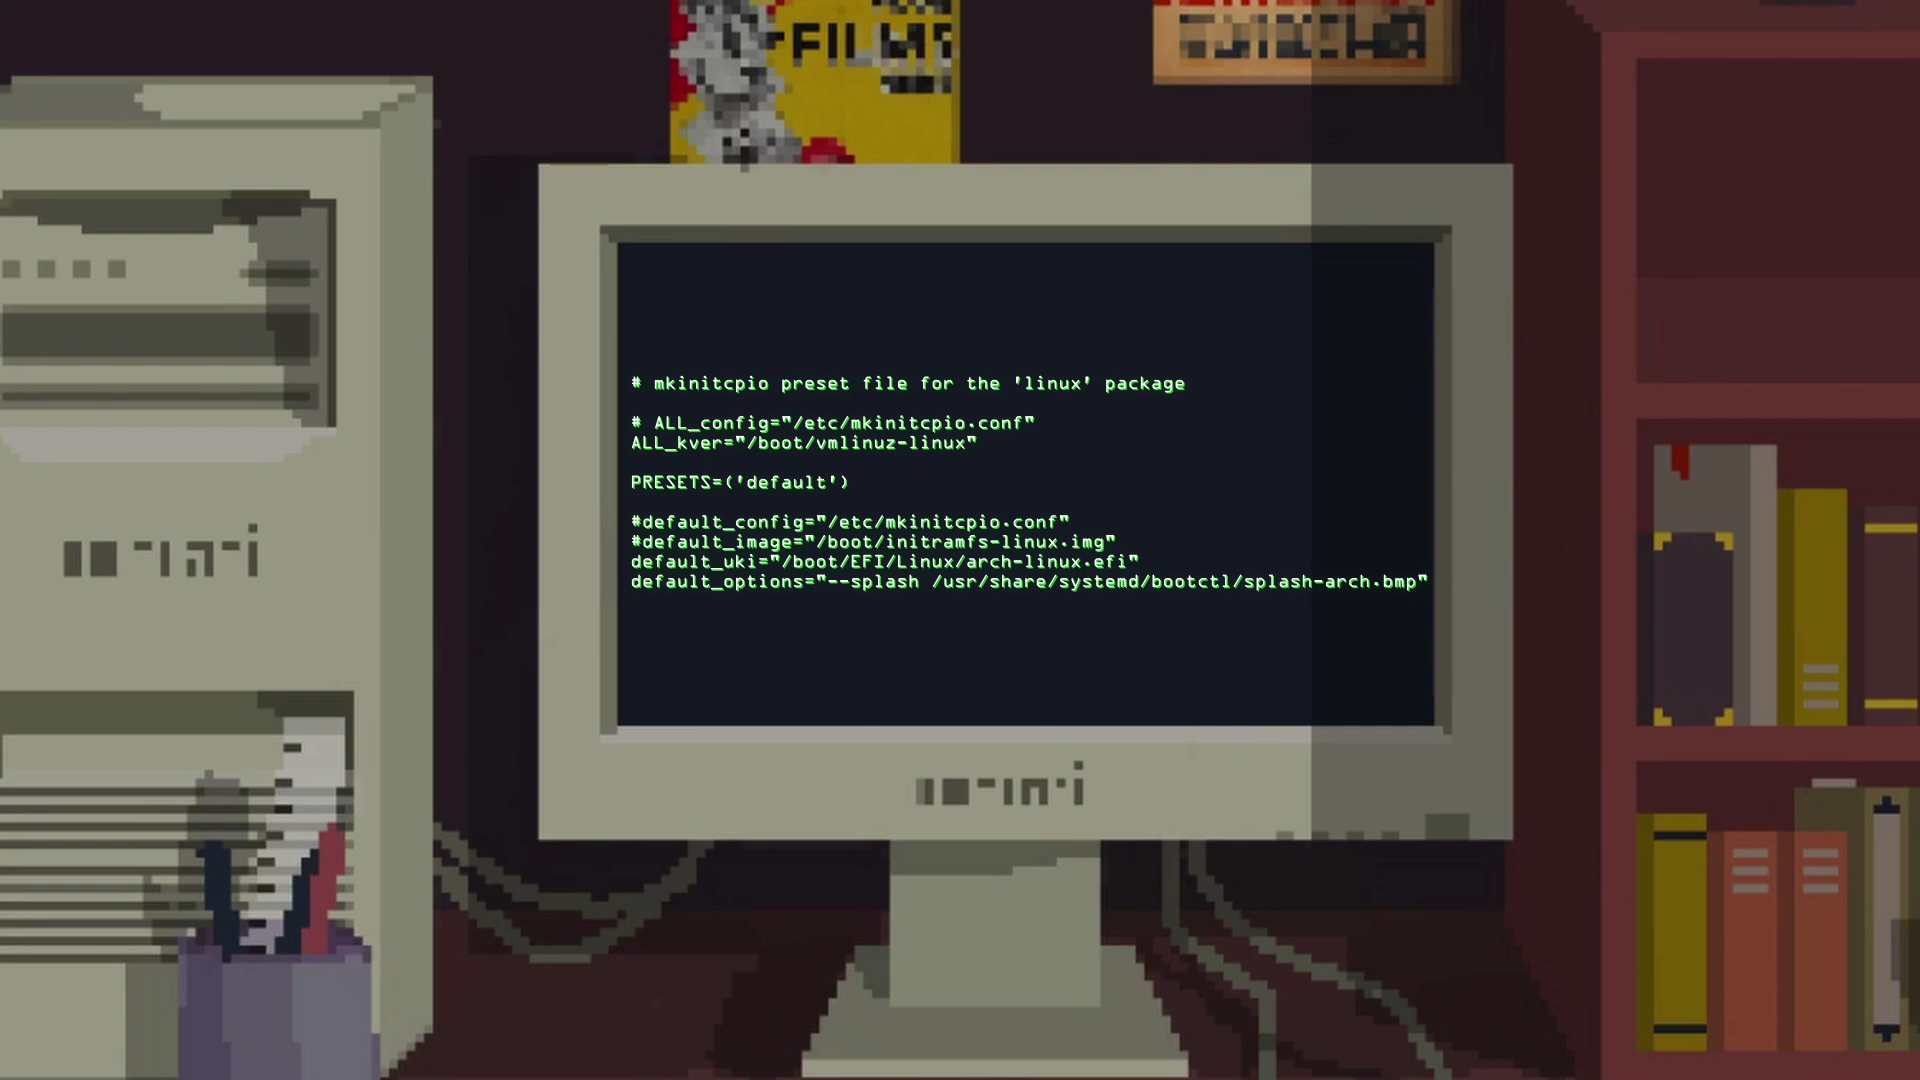 FILMS
# mkinitcpio preset file for the 'linux' package
# ALL_config="/etc/mkinitcpio.conf"
ALL_kver="/boot/vmlinuz-linux"
PRESETS=('default')
#default_config="/etc/mkinitcpio.conf"
#default_image="/boot/initramfs-linux.img"
default_uki="/boot/EFI/Linux/arch-linux.efi"
default_options="--splash /usr/share/systemd/bootctl/splash-arch.bmp"